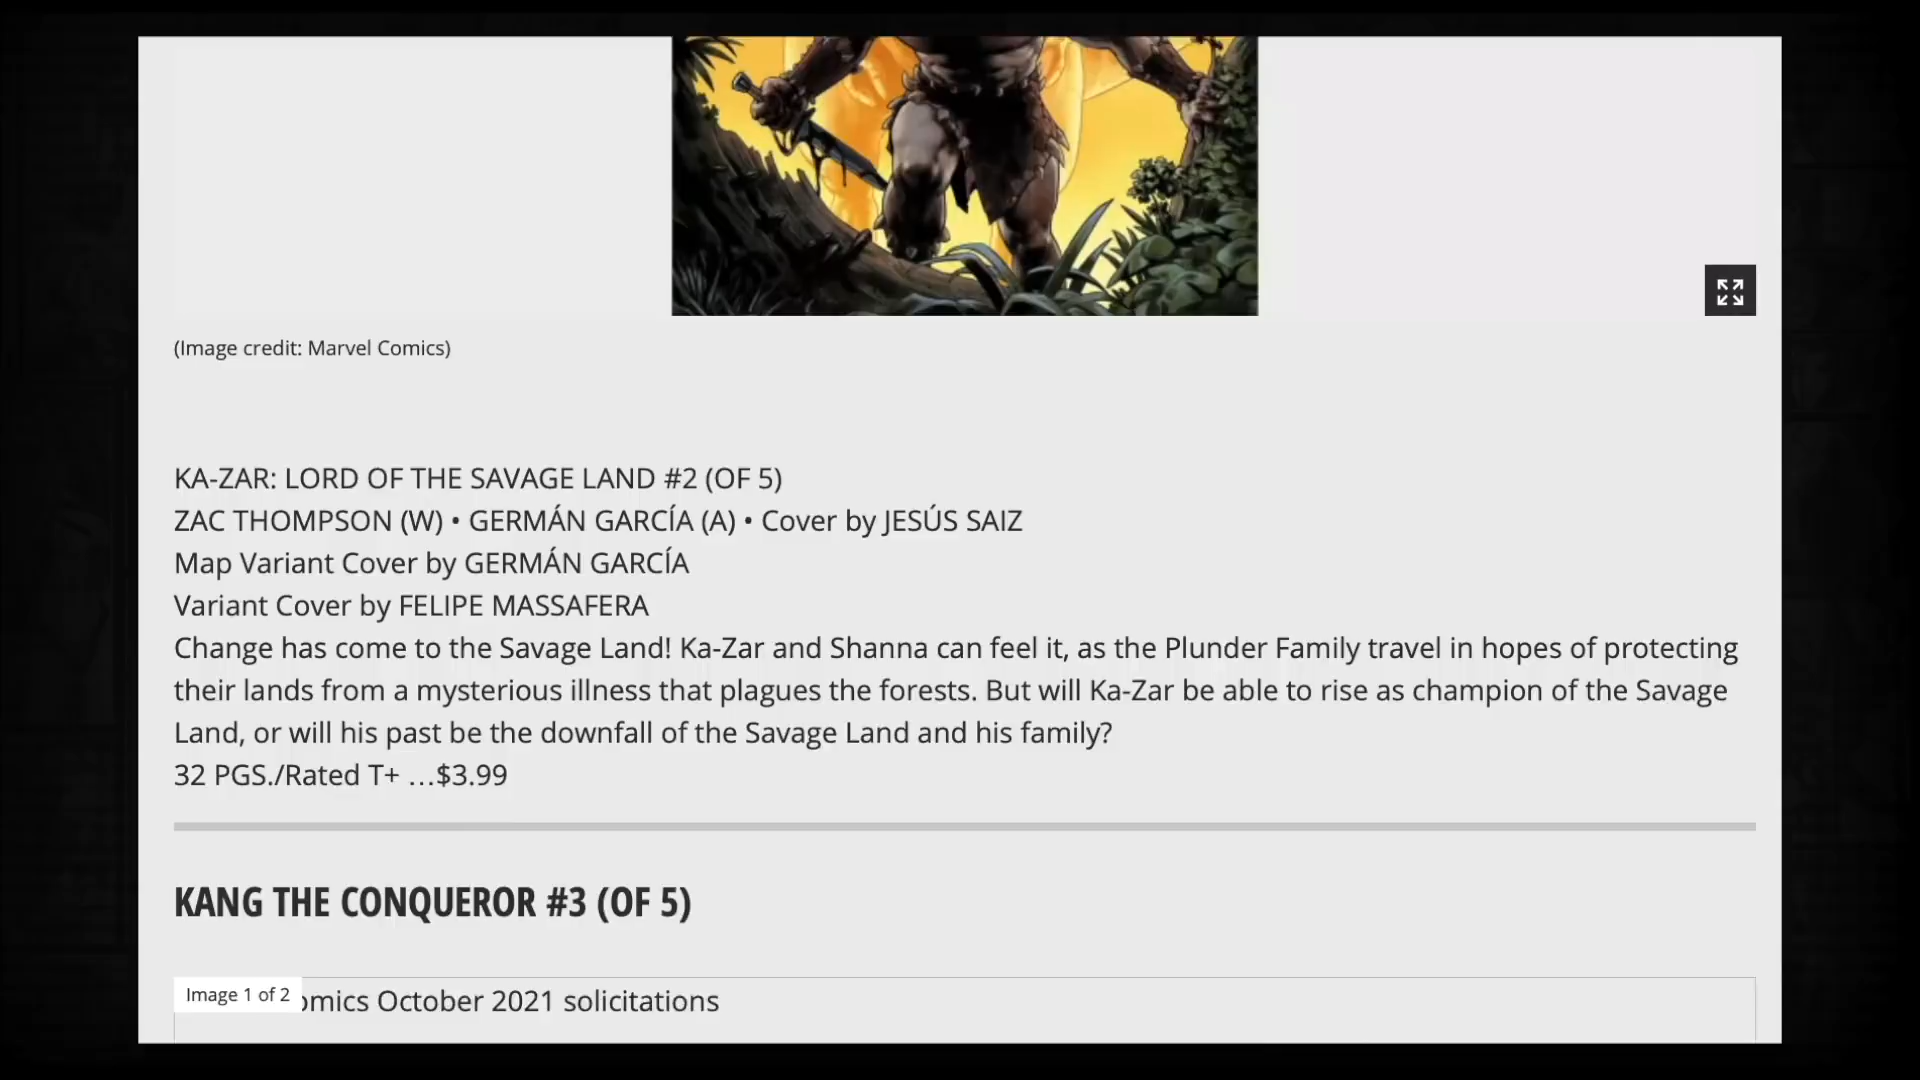 (Image credit: Marvel Comics)
KA-ZAR: LORD OF THE SAVAGE LAND #2 (OF 5)
ZAC THOMPSON (W) • GERMÁN GARCÍA (A) • Cover by JESÚS SAIZ
Map Variant Cover by GERMÁN GARCÍA
Variant Cover by FELIPE MASSAFERA
Change has come to the Savage Land! Ka-Zar and Shanna can feel it, as the Plunder Family travel in hopes of protecting
their lands from a mysterious illness that plagues the forests. But will Ka-Zar be able to rise as champion of the Savage
Land, or will his past be the downfall of the Savage Land and his family?
32 PGS./Rated T+ …$3.99
KANG THE CONQUEROR #3 (OF 5)
Image 1 of 2
omics October 2021 solicitations